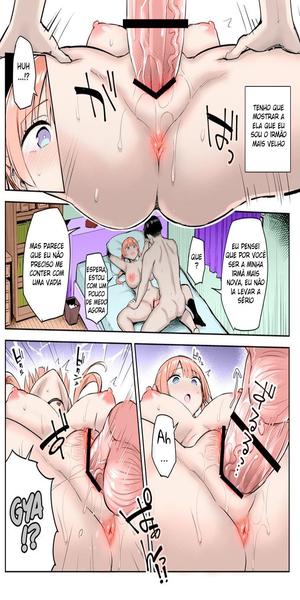 HUH
...!?
TENHO QUE
MOSTRAR A
ELA QUE EU
SOU O IRMÃO
MAIS VELHO
EU PENSEI
QUE POR VOCÊ
SER A MINHA
IRMÃ MAIS
NOVA, EU NÃO
IA LEVAR A
SÉRIO
QUE
?
MAS PARECE
QUE EU NÃO
PRECISO ME
CONTER COM
UMA VADIA
ESPERA,
ESTOU
COM UM
POUCO
DE MEDO
AGORA
Ah
...
GYA
!?